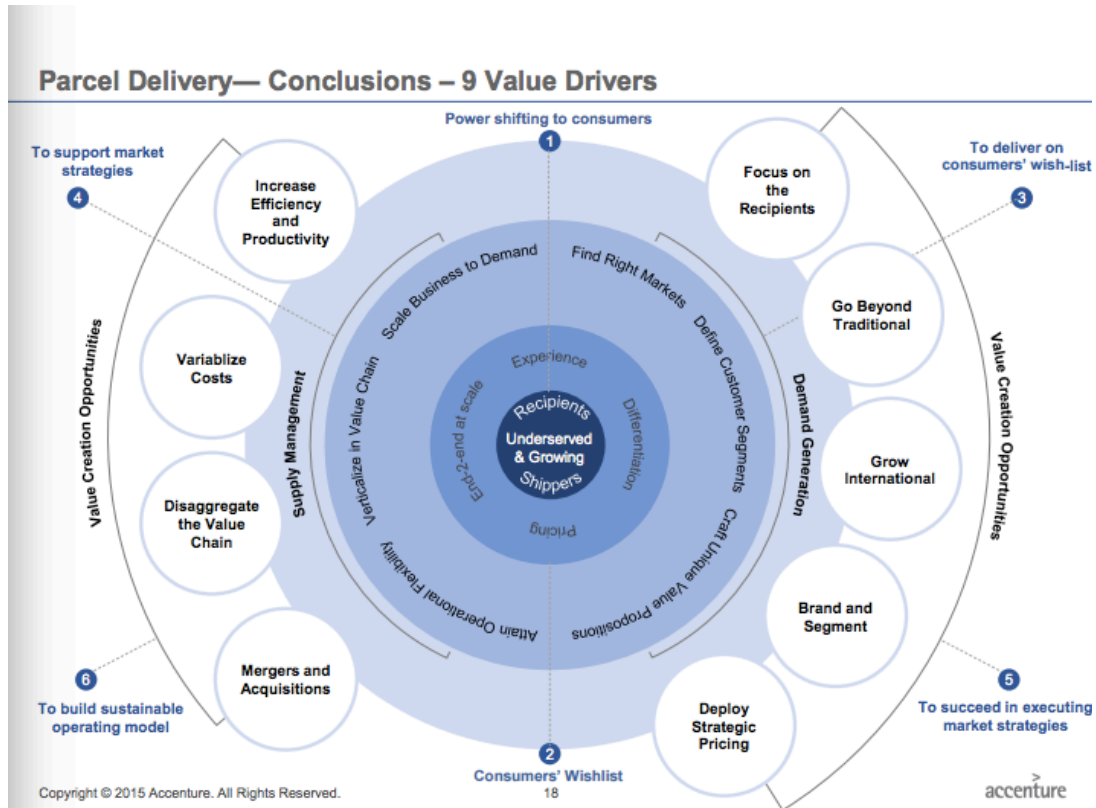 Parcel Delivery— Conclusions – 9 Value Drivers
Power shifting to consumers
1
To support market
strategies
4
To deliver on
consumers' wish-list
3
Increase
Efficiency
and
Productivity
Focus on
the
Recipients
Scale Business to Demand
Find Right Markets
Go Beyond
Traditional
Variablize
Costs
Value Creation Opportunities
Supply Management
Verticalize in Value Chain
Experience
End-2-end at scale
Recipients
Underserved
& Growing
Shippers
Differentiation
Pricing
Define Customer Segments
Demand Generation
Value Creation Opportunities
Grow
International
Disaggregate
the Value
Chain
Attain Operational Flexibility
Craft Unique Value Propositions
Brand and
Segment
Mergers and
Acquisitions
Deploy
Strategic
Pricing
6
To build sustainable
operating model
5
To succeed in executing
market strategies
2
Consumers' Wishlist
Copyright © 2015 Accenture. All Rights Reserved.
18
>
accenture